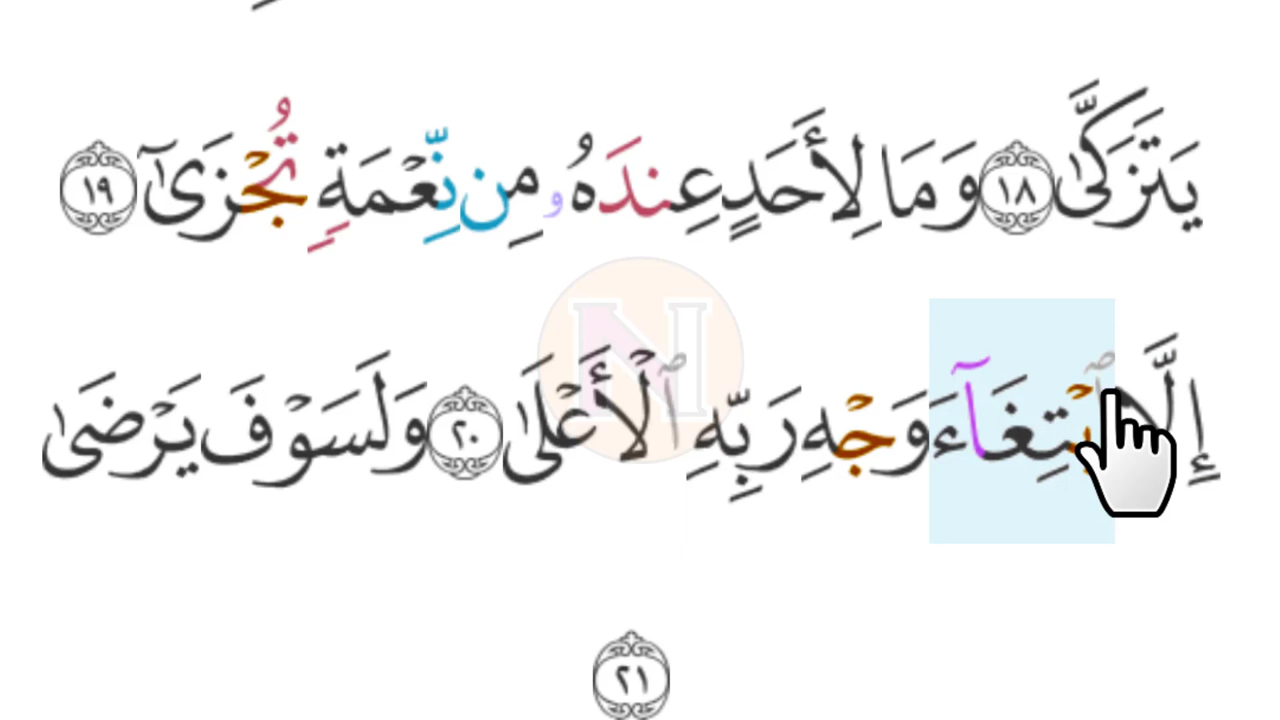 يَتَزَكَّىٰ ١٨ وَمَا لِأَحَدٍ عِندَهُۥ مِن نِّعْمَةٍ تُجْزَىٰٓ ١٩
إِلَّا ٱبْتِغَآءَ وَجْهِ رَبِّهِ ٱلْأَعْلَىٰ ٢٠ وَلَسَوْفَ يَرْضَىٰ
٢١
N